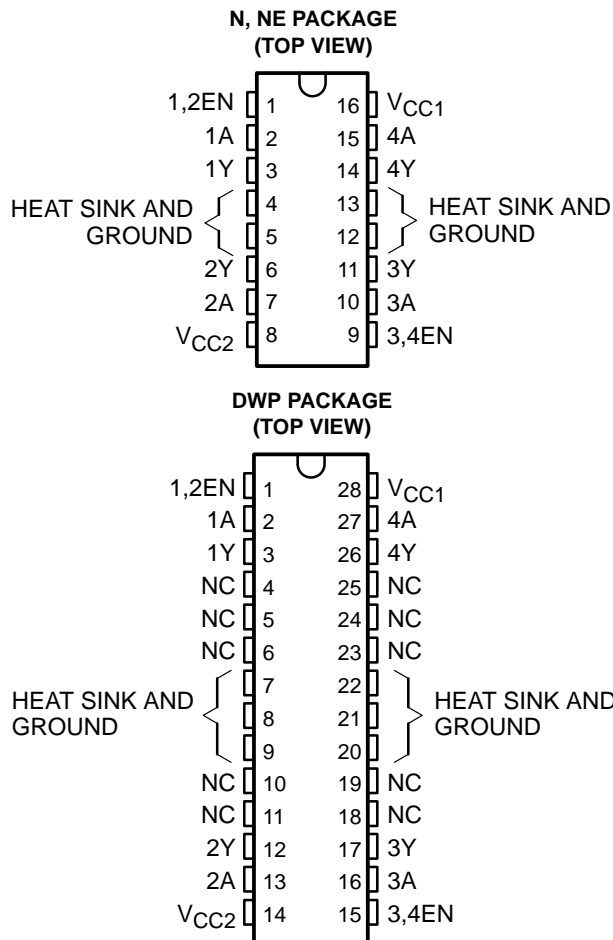 N, NE PACKAGE
(TOP VIEW)
1,2EN 1 16 VCC1
1A 2 15 4A
1Y 3 14 4Y
HEAT SINK AND GROUND 4 13 HEAT SINK AND GROUND
5 12
2Y 6 11 3Y
2A 7 10 3A
VCC2 8 9 3,4EN
DWP PACKAGE
(TOP VIEW)
1,2EN 1 28 VCC1
1A 2 27 4A
1Y 3 26 4Y
NC 4 25 NC
NC 5 24 NC
NC 6 23 NC
HEAT SINK AND GROUND 7 22 HEAT SINK AND GROUND
8 21
9 20
NC 10 19 NC
NC 11 18 NC
2Y 12 17 3Y
2A 13 16 3A
VCC2 14 15 3,4EN